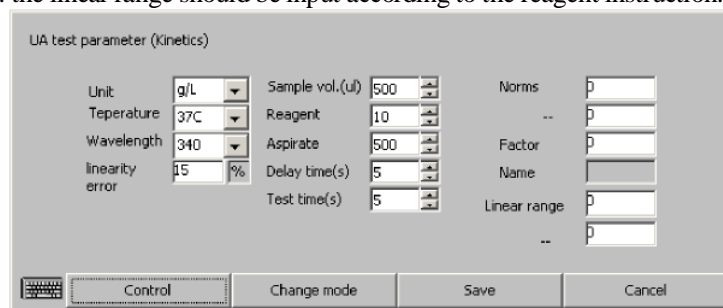 . the linear range should be input according to the reagent instruction.
UA test parameter (Kinetics)
Unit g/L Sample vol.(ul) 500 Norms 0
Teperature 37C Reagent 10 -- 0
Wavelength 340 Aspirate 500 Factor 0
linearity error 15 % Delay time(s) 5 Name
Test time(s) 5 Linear range 0
-- 0
Control Change mode Save Cancel